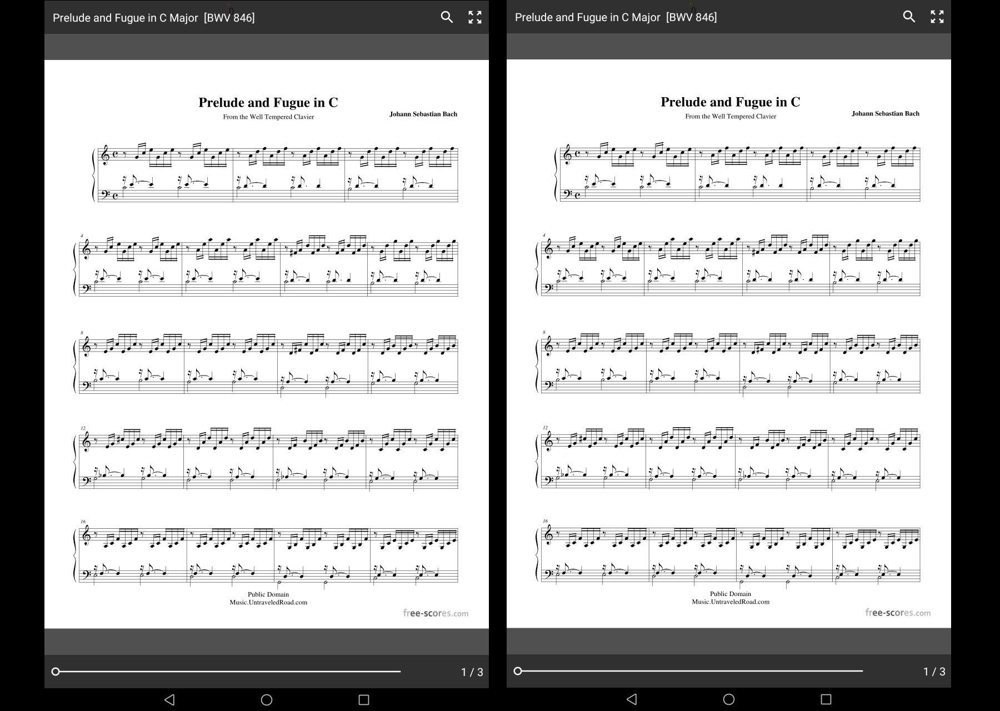 Prelude and Fugue in C Major [BWV 846]
Prelude and Fugue in C
From the Well Tempered Clavier
Johann Sebastian Bach
4
8
12
16
Public Domain
Music.UntraveledRoad.com
free-scores.com
1 / 3
Prelude and Fugue in C Major [BWV 846]
Prelude and Fugue in C
From the Well Tempered Clavier
Johann Sebastian Bach
4
8
12
16
Public Domain
Music.UntraveledRoad.com
free-scores.com
1 / 3